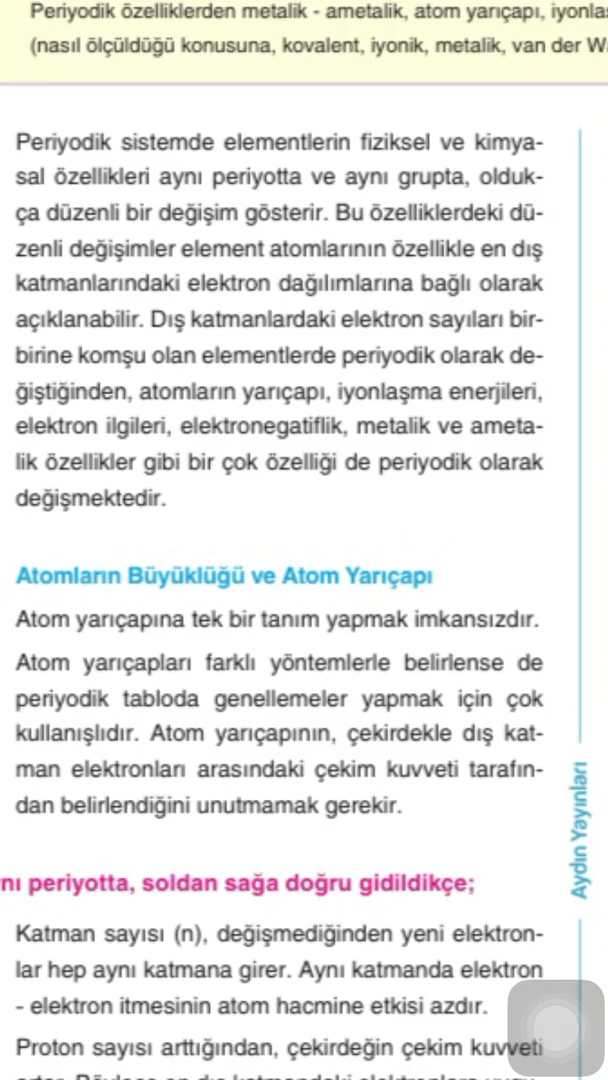 Periyodik özelliklerden metalik - ametalik, atom yarıçapı,
(nasıl ölçüldüğü konusuna, kovalent, iyonik, metalik, van der
Periyodik sistemde elementlerin fiziksel ve kimya-
sal özellikleri aynı periyotta ve aynı grupta, olduk-
ça düzenli bir değişim gösterir. Bu özelliklerdeki dü-
zenli değişimler element atomlarının özellikle en dış
katmanlarındaki elektron dağılımlarına bağlı olarak
açıklanabilir. Dış katmanlardaki elektron sayıları bir-
birine komşu olan elementlerde periyodik olarak de-
ğiştiğinden, atomların yarıçapı, iyonlaşma enerjileri,
elektron ilgileri, elektronegatiflik, metalik ve ameta-
lik özellikler gibi bir çok özelliği de periyodik olarak
değişmektedir.
Atomların Büyüklüğü ve Atom Yarıçapı
Atom yarıçapına tek bir tanım yapmak imkansızdır.
Atom yarıçapları farklı yöntemlerle belirlense de
periyodik tabloda genellemeler yapmak için çok
kullanışlıdır. Atom yarıçapının, çekirdekle dış kat-
man elektronları arasındaki çekim kuvveti tarafın-
dan belirlendiğini unutmamak gerekir.
periyotta, soldan sağa doğru gidildikçe;
Katman sayısı (n), değişmediğinden yeni elektron-
lar hep aynı katmana girer. Aynı katmanda elektron
- elektron itmesinin atom hacmine etkisi azdır.
Proton sayısı arttığından, çekirdeğin çekim kuvveti
Aydın Yayınları